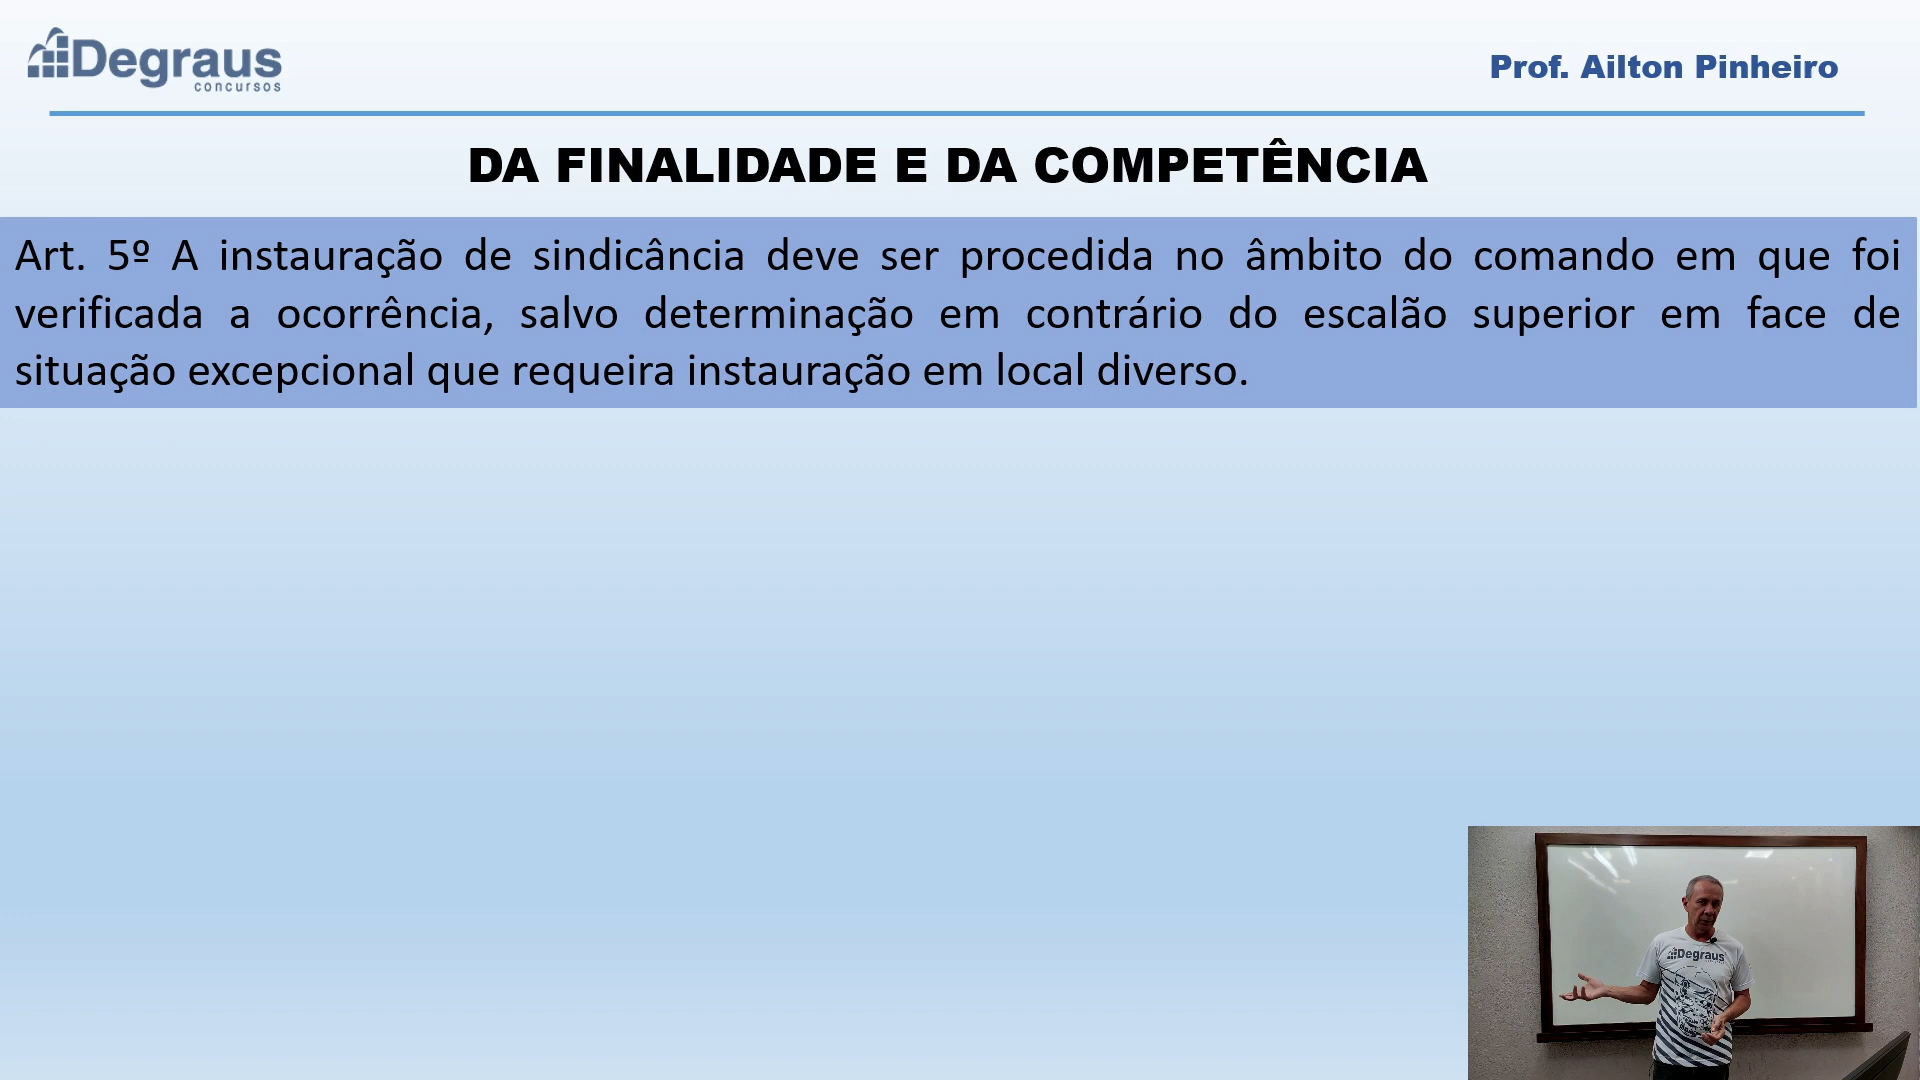 Degraus
concursos
Prof. Ailton Pinheiro
DA FINALIDADE E DA COMPETÊNCIA
Art. 5º A instauração de sindicância deve ser procedida no âmbito do comando em que foi
verificada a ocorrência, salvo determinação em contrário do escalão superior em face de
situação excepcional que requeira instauração em local diverso.
Degraus